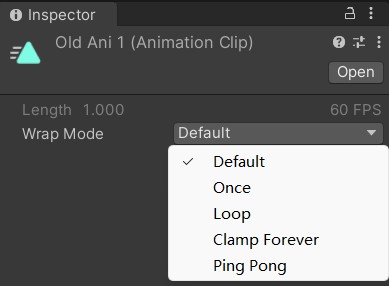 Inspector
Old Ani 1 (Animation Clip)
Open
Length 1.000 60 FPS
Wrap Mode Default
Default
Once
Loop
Clamp Forever
Ping Pong